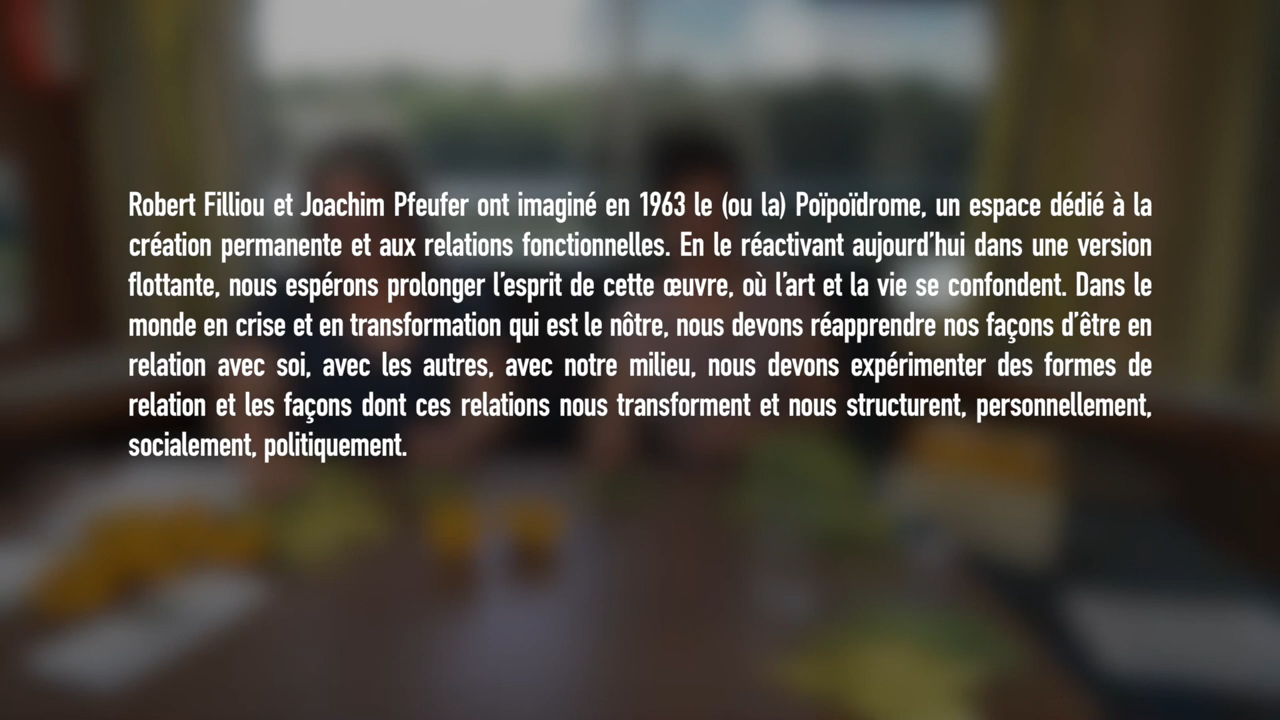 Robert Filliou et Joachim Pfeufer ont imaginé en 1963 le (ou la) Poïpoïdrome, un espace dédié à la
création permanente et aux relations fonctionnelles. En le réactivant aujourd’hui dans une version
flottante, nous espérons prolonger l’esprit de cette œuvre, où l’art et la vie se confondent. Dans le
monde en crise et en transformation qui est le nôtre, nous devons réapprendre nos façons d’être en
relation avec soi, avec les autres, avec notre milieu, nous devons expérimenter des formes de
relation et les façons dont ces relations nous transforment et nous structurent, personnellement,
socialement, politiquement.